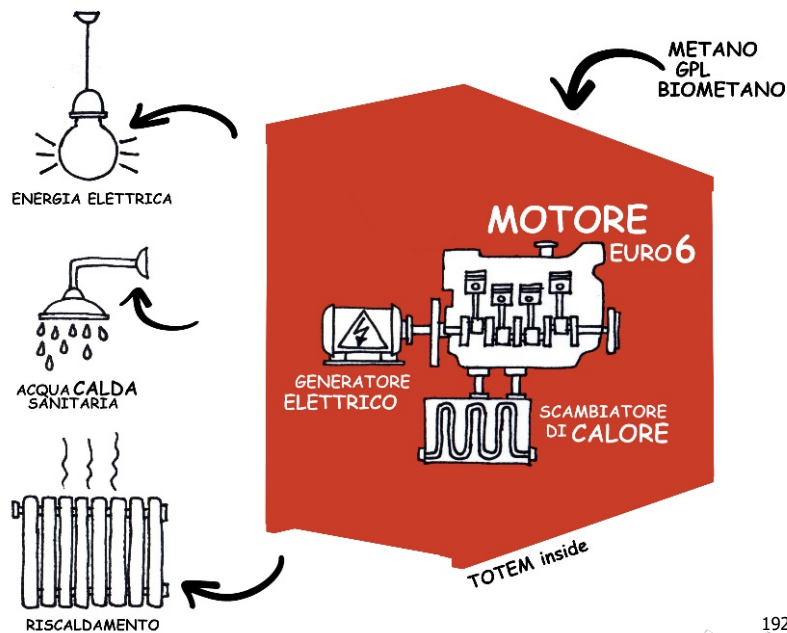 METANO
GPL
BIOMETANO
ENERGIA ELETTRICA
MOTORE
EURO 6
ACQUA CALDA
SANITARIA
GENERATORE
ELETTRICO
SCAMBIATORE
DI CALORE
TOTEM inside
RISCALDAMENTO
192